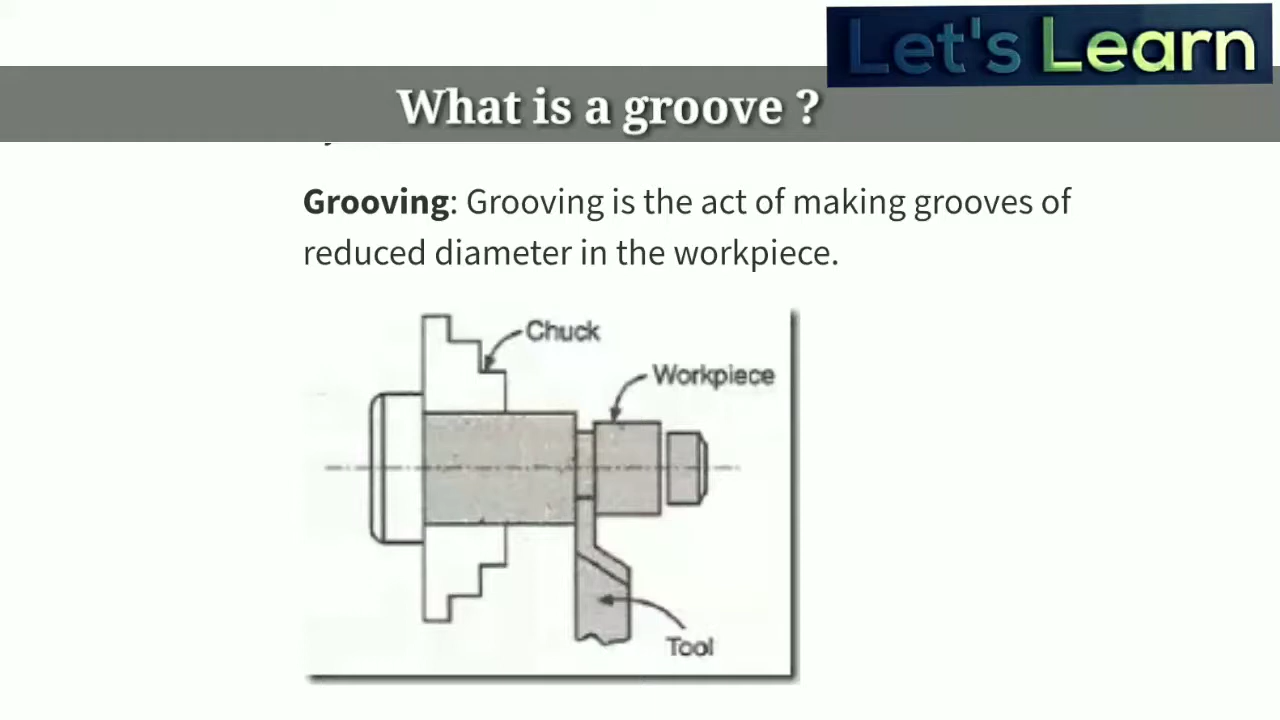 Let's Learn
What is a groove ?
Grooving: Grooving is the act of making grooves of
reduced diameter in the workpiece.
Chuck
Workpiece
Tool